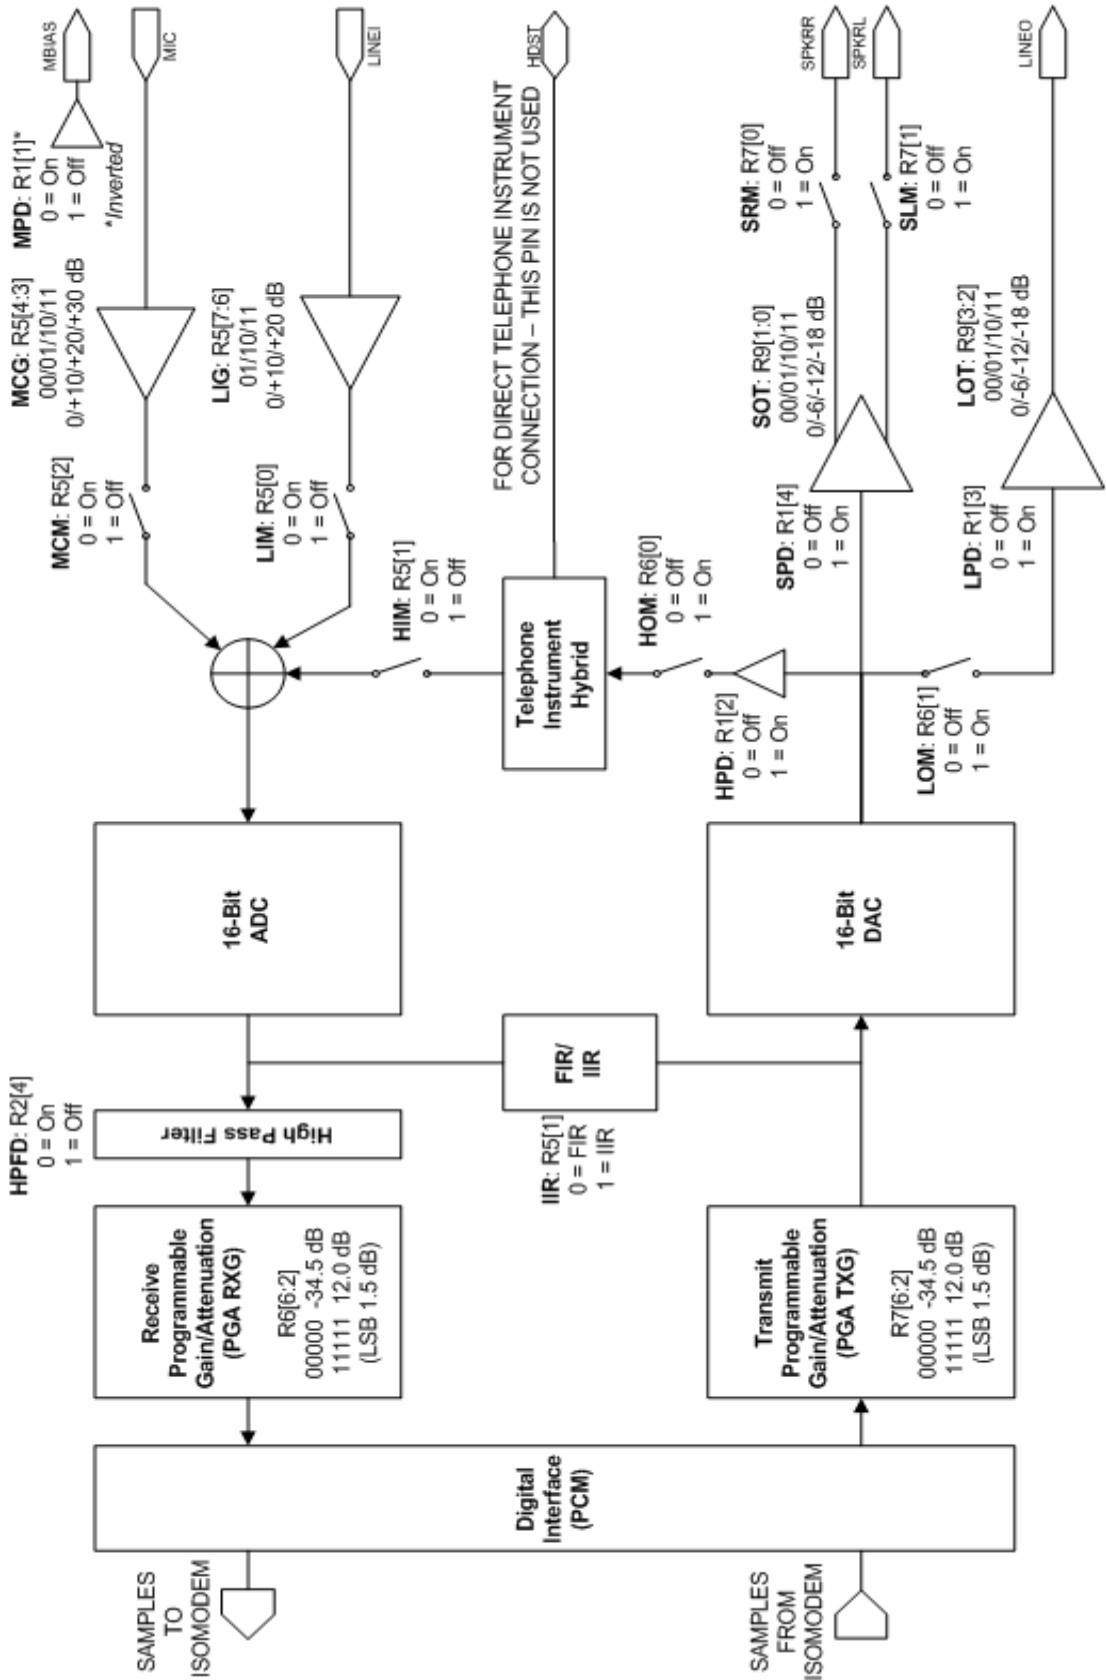 MPD: R1[1]*
0 = On
1 = Off
*Inverted
MBIAS
MCG: R5[4:3]
00/01/10/11
0/+10/+20/+30 dB
MIC
MCM: R5[2]
0 = On
1 = Off
LIG: R5[7:6]
01/10/11
0/+10/+20 dB
LINEI
LIM: R5[0]
0 = On
1 = Off
HPFD: R2[4]
0 = On
1 = Off
16-Bit
ADC
High Pass Filter
Receive
Programmable
Gain/Attenuation
(PGA RXG)
R6[6:2]
00000 -34.5 dB
11111 12.0 dB
(LSB 1.5 dB)
SAMPLES
TO
ISOMODEM
Digital
Interface
(PCM)
HIM: R5[1]
0 = On
1 = Off
FOR DIRECT TELEPHONE INSTRUMENT
CONNECTION – THIS PIN IS NOT USED
HDST
Telephone
Instrument
Hybrid
FIR/
IIR
IIR: R5[1]
0 = FIR
1 = IIR
HOM: R6[0]
0 = Off
1 = On
HPD: R1[2]
0 = Off
1 = On
SRM: R7[0]
0 = Off
1 = On
SPKRR
SPKRL
SOT: R9[1:0]
00/01/10/11
0/-6/-12/-18 dB
SPD: R1[4]
0 = Off
1 = On
SLM: R7[1]
0 = Off
1 = On
SAMPLES
FROM
ISOMODEM
Transmit
Programmable
Gain/Attenuation
(PGA TXG)
R7[6:2]
00000 -34.5 dB
11111 12.0 dB
(LSB 1.5 dB)
16-Bit
DAC
LOM: R6[1]
0 = Off
1 = On
LPD: R1[3]
0 = Off
1 = On
LOT: R9[3:2]
00/01/10/11
0/-6/-12/-18 dB
LINEO